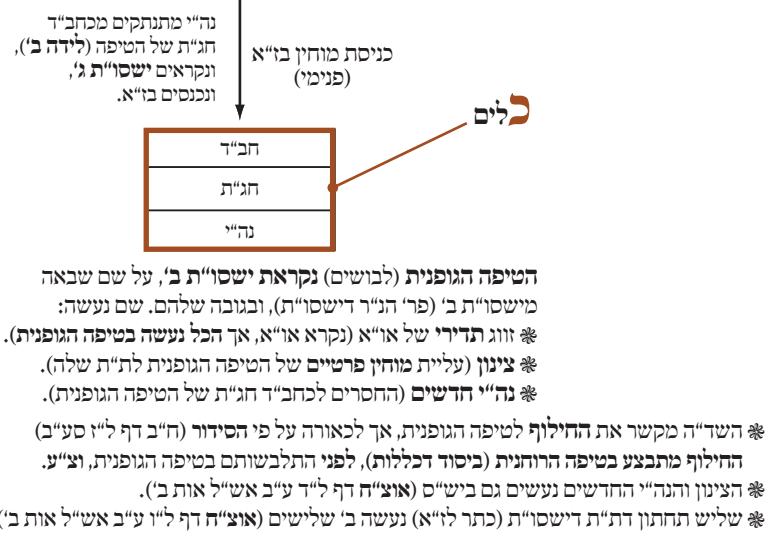 נה״י מתנתקים מכחב״ד
חג״ת של הטיפה (לידה ב׳),
ונקראים ישסו״ת ג׳,
ונכנסים בז״א.
כניסת מוחין בז״א
(פנימי)
כלים
חב״ד
חג״ת
נה״י
הטיפה הגופנית (לבושים) נקראת ישסו״ת ב׳, על שם שבאה
מישסו״ת ב׳ (פר׳ הנ״ר דישסו״ת), ובגובה שלהם. שם נעשה:
❃ זווג תדירי של או״א (נקרא או״א, אך הכל נעשה בטיפה הגופנית).
❃ צינון (עליית מוחין פרטיים של הטיפה הגופנית לת״ת שלה).
❃ נה״י חדשים (החסרים לכחב״ד חג״ת של הטיפה הגופנית).
❃ השד״ה מקשר את החילוף לטיפה הגופנית, אך לכאורה על פי הסידור (ח״ב דף ל״ז סע״ב)
החילוף מתבצע בטיפה הרוחנית (ביסוד דכללות), לפני התלבשותם בטיפה הגופנית, וצ״ע.
❃ הצינון והנה״י החדשים נעשים גם ביש״ס (אוצ״ח דף ל״ד ע״ב אש״ל אות ב׳).
❃ שליש תחתון דת״ת דישסו״ת (כתר לז״א) נעשה ב׳ שלישים (אוצ״ח דף ל״ו ע״ב אש״ל אות ב׳)